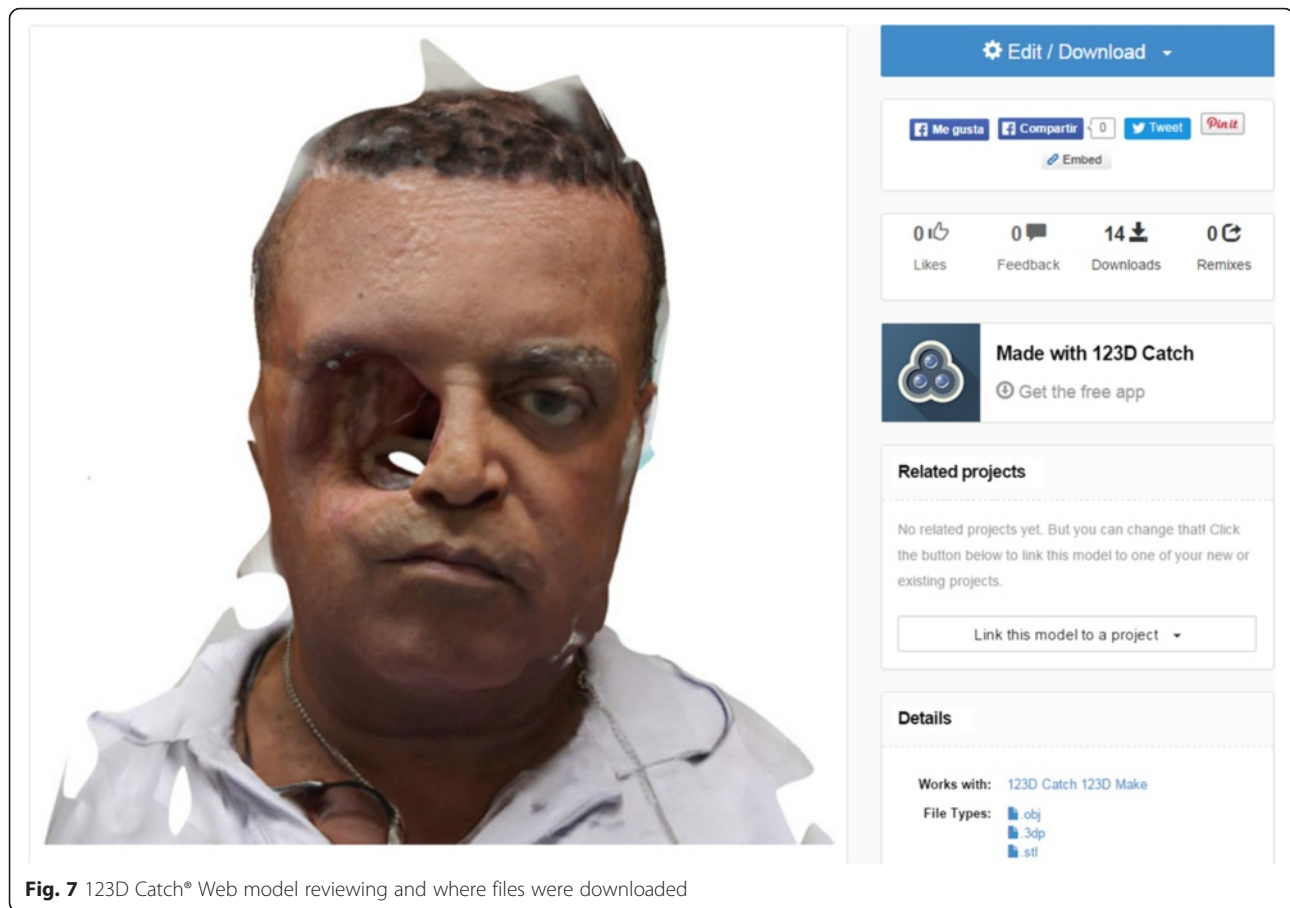 Edit / Download
Me gusta
Compartir
0
Tweet
Pin it
Embed
0
0
14
0
Likes
Feedback
Downloads
Remixes
Made with 123D Catch
Get the free app
Related projects
No related projects yet. But you can change that! Click
the button below to link this model to one of your new or
existing projects.
Link this model to a project
Details
Works with: 123D Catch 123D Make
File Types: .obj
.3dp
.stl
Fig. 7 123D Catch® Web model reviewing and where files were downloaded